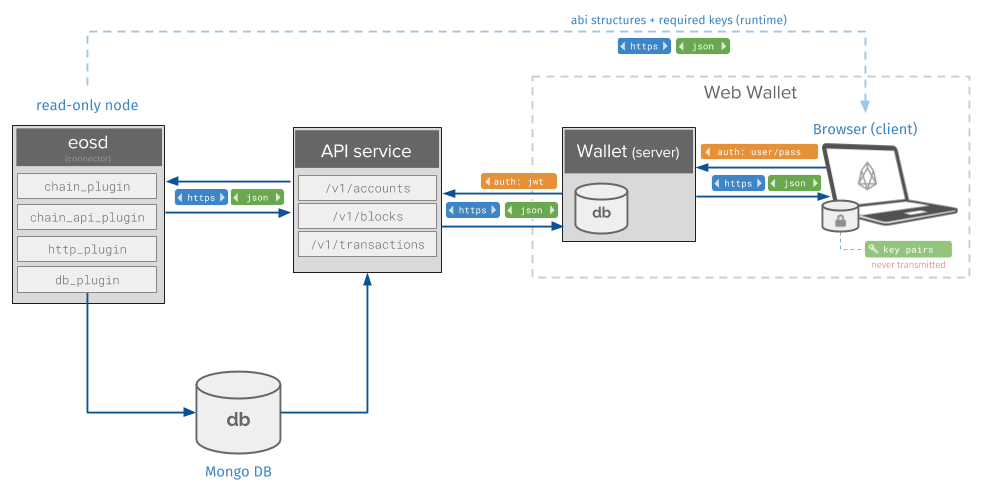 abi structures + required keys (runtime)
https json
Web Wallet
read-only node
eosd
(connector)
chain_plugin
chain_api_plugin
http_plugin
db_plugin
https json
API service
/v1/accounts
/v1/blocks
/v1/transactions
auth: jwt
https json
Wallet (server)
db
Browser (client)
auth: user/pass
https json
key pairs
never transmitted
db
Mongo DB